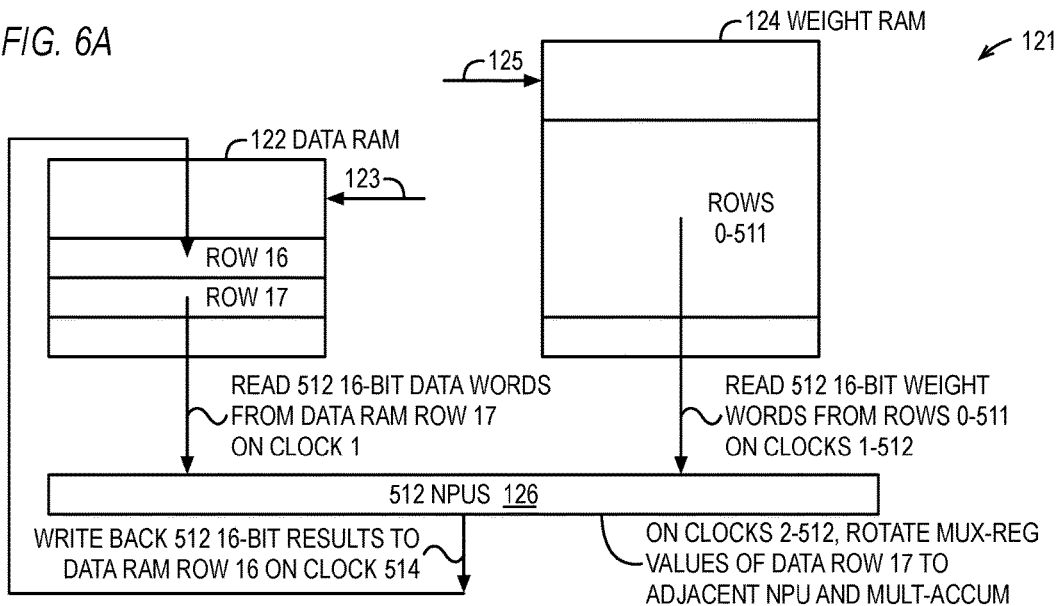 FIG. 6A
124 WEIGHT RAM
121
125
122 DATA RAM
123
ROWS
0-511
ROW 16
ROW 17
READ 512 16-BIT DATA WORDS
FROM DATA RAM ROW 17
ON CLOCK 1
READ 512 16-BIT WEIGHT
WORDS FROM ROWS 0-511
ON CLOCKS 1-512
512 NPUS 126
WRITE BACK 512 16-BIT RESULTS TO
DATA RAM ROW 16 ON CLOCK 514
ON CLOCKS 2-512, ROTATE MUX-REG
VALUES OF DATA ROW 17 TO
ADJACENT NPU AND MULT-ACCUM